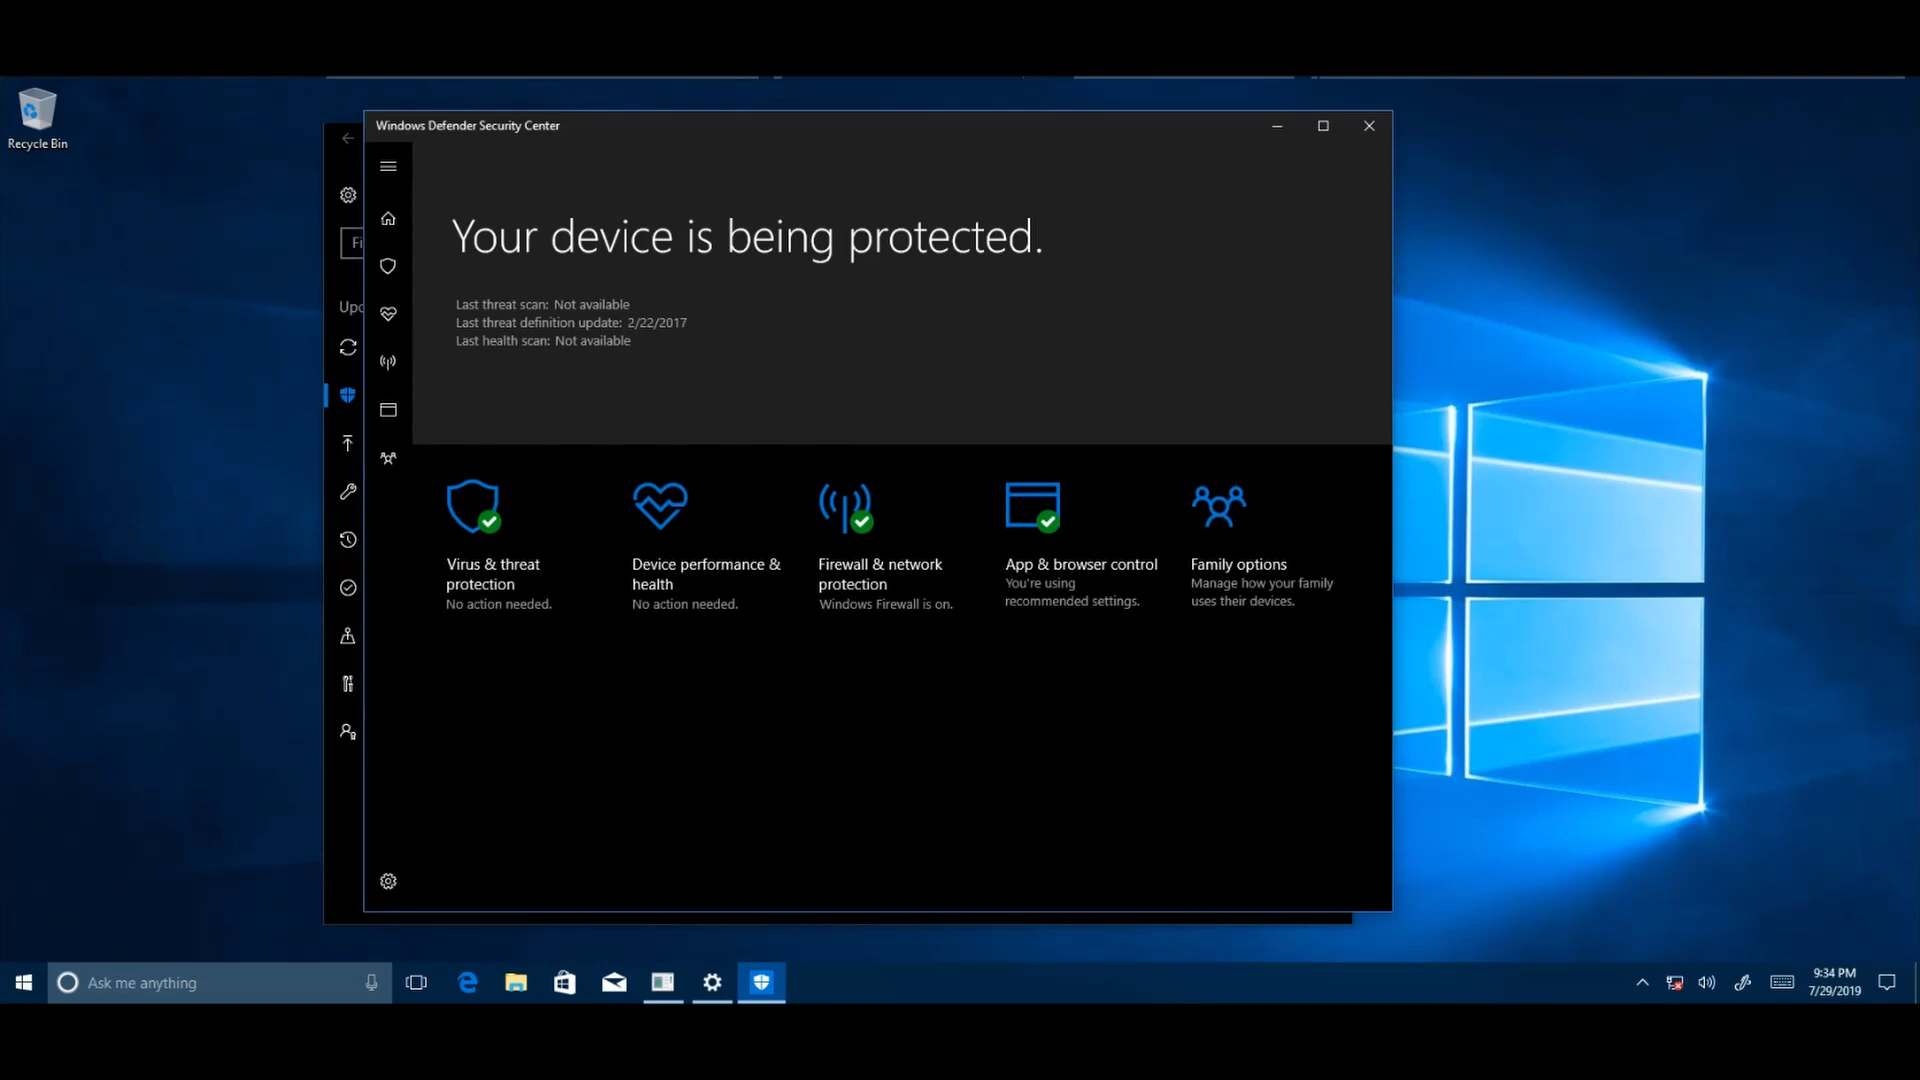 Recycle Bin
Windows Defender Security Center
Fi
Upd
Your device is being protected.
Last threat scan: Not available
Last threat definition update: 2/22/2017
Last health scan: Not available
Virus & threat
protection
No action needed.
Device performance &
health
No action needed.
Firewall & network
protection
Windows Firewall is on.
App & browser control
You're using
recommended settings.
Family options
Manage how your family
uses their devices.
Ask me anything
9:34 PM
7/29/2019